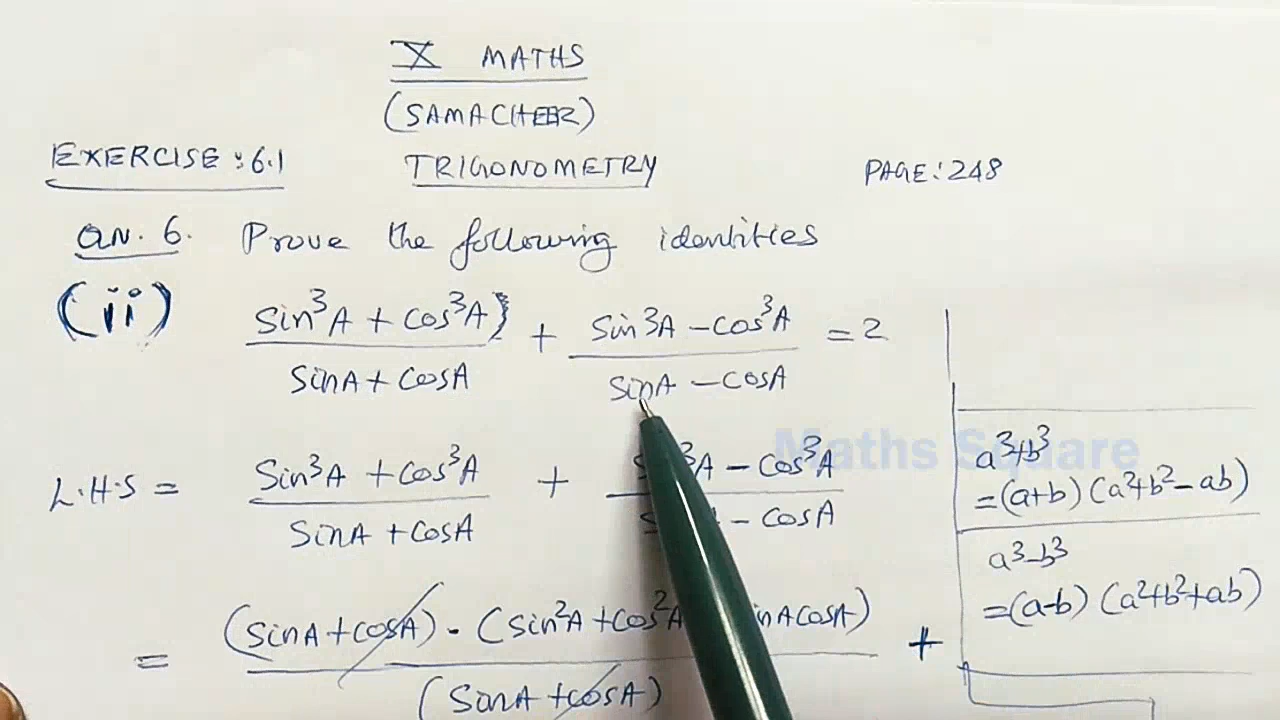 X MATHS
(SAMACHEER)
EXERCISE: 6.1 TRIGONOMETRY PAGE: 248
QN. 6. Prove the following identities
(ii) Sin³A + Cos³A / SinA + CosA + Sin³A - Cos³A / SinA - CosA = 2
L.H.S = Sin³A + Cos³A / SinA + CosA + ³A - Cos³A / - CosA
= (SinA + CosA) - (Sin²A + Cos²A inACosA) / (SinA + CosA) +
a³+b³
=(a+b) (a²+b²-ab)
a³-b³
=(a-b) (a²+b²+ab)
Maths Square